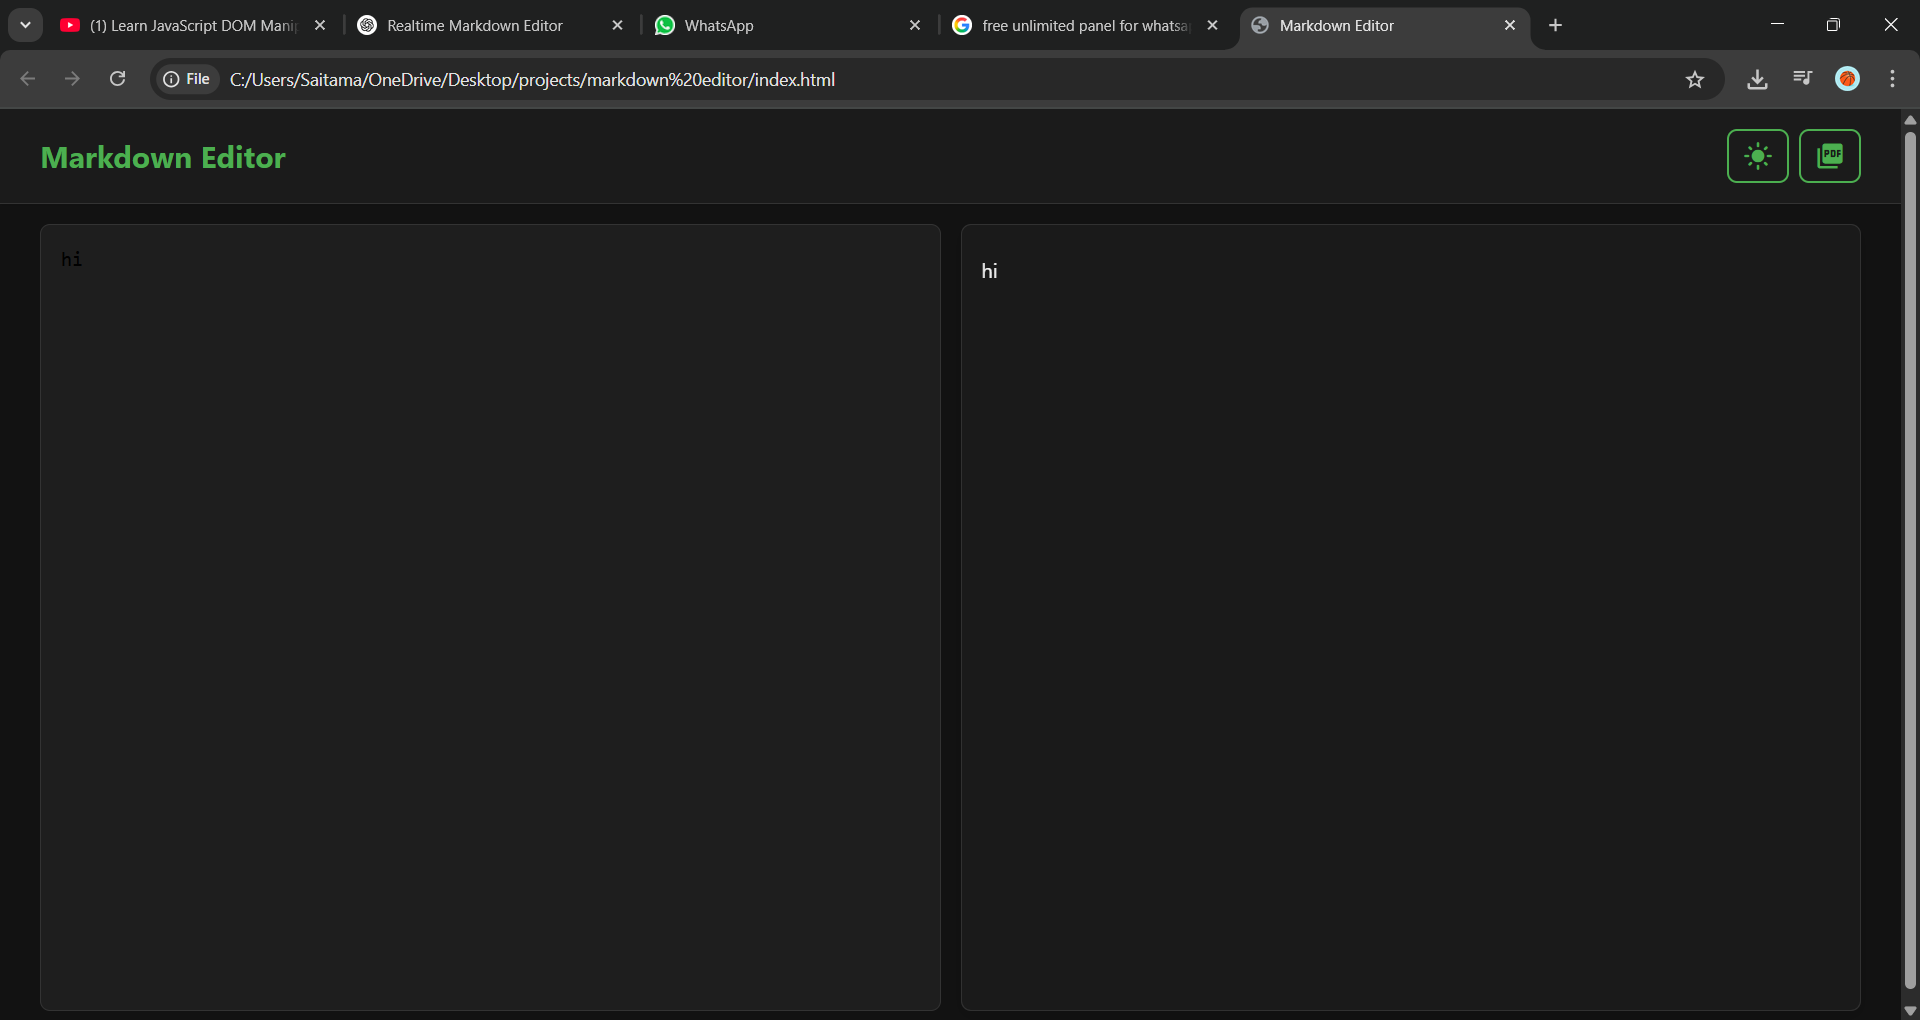 (1) Learn JavaScript DOM Mani
Realtime Markdown Editor
WhatsApp
free unlimited panel for whatsa
Markdown Editor
File
C:/Users/Saitama/OneDrive/Desktop/projects/markdown%20editor/index.html
Markdown Editor
PDF
hi
hi